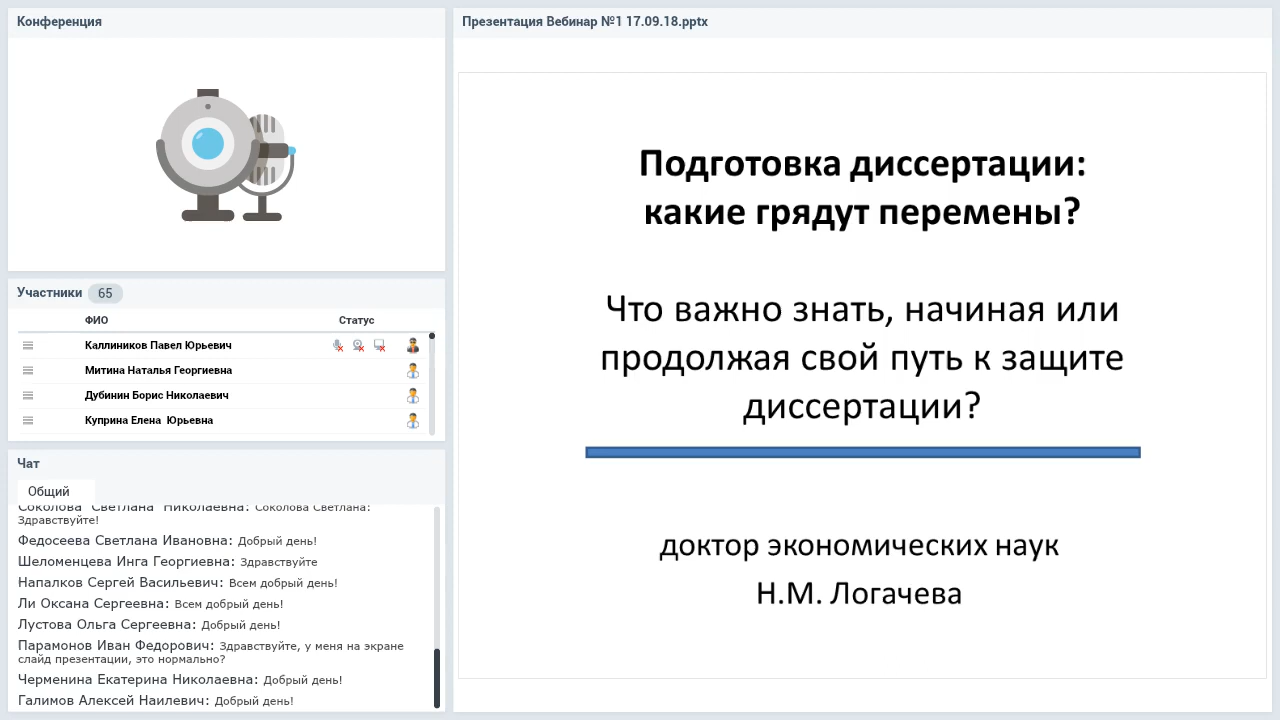 Конференция
Участники 65
ФИО Статус
Каллиников Павел Юрьевич
Митина Наталья Георгиевна
Дубинин Борис Николаевич
Куприна Елена Юрьевна
Чат
Общий
Соколова Светлана Николаевна: Соколова Светлана:
Здравствуйте!
Федосеева Светлана Ивановна: Добрый день!
Шеломенцева Инга Георгиевна: Здравствуйте
Напалков Сергей Васильевич: Всем добрый день!
Ли Оксана Сергеевна: Всем добрый день!
Лустова Ольга Сергеевна: Добрый день!
Парамонов Иван Федорович: Здравствуйте, у меня на экране
слайд презентации, это нормально?
Черменина Екатерина Николаевна: Добрый день!
Галимов Алексей Наилевич: Добрый день!
Презентация Вебинар №1 17.09.18.pptx
Подготовка диссертации:
какие грядут перемены?
Что важно знать, начиная или
продолжая свой путь к защите
диссертации?
доктор экономических наук
Н.М. Логачева